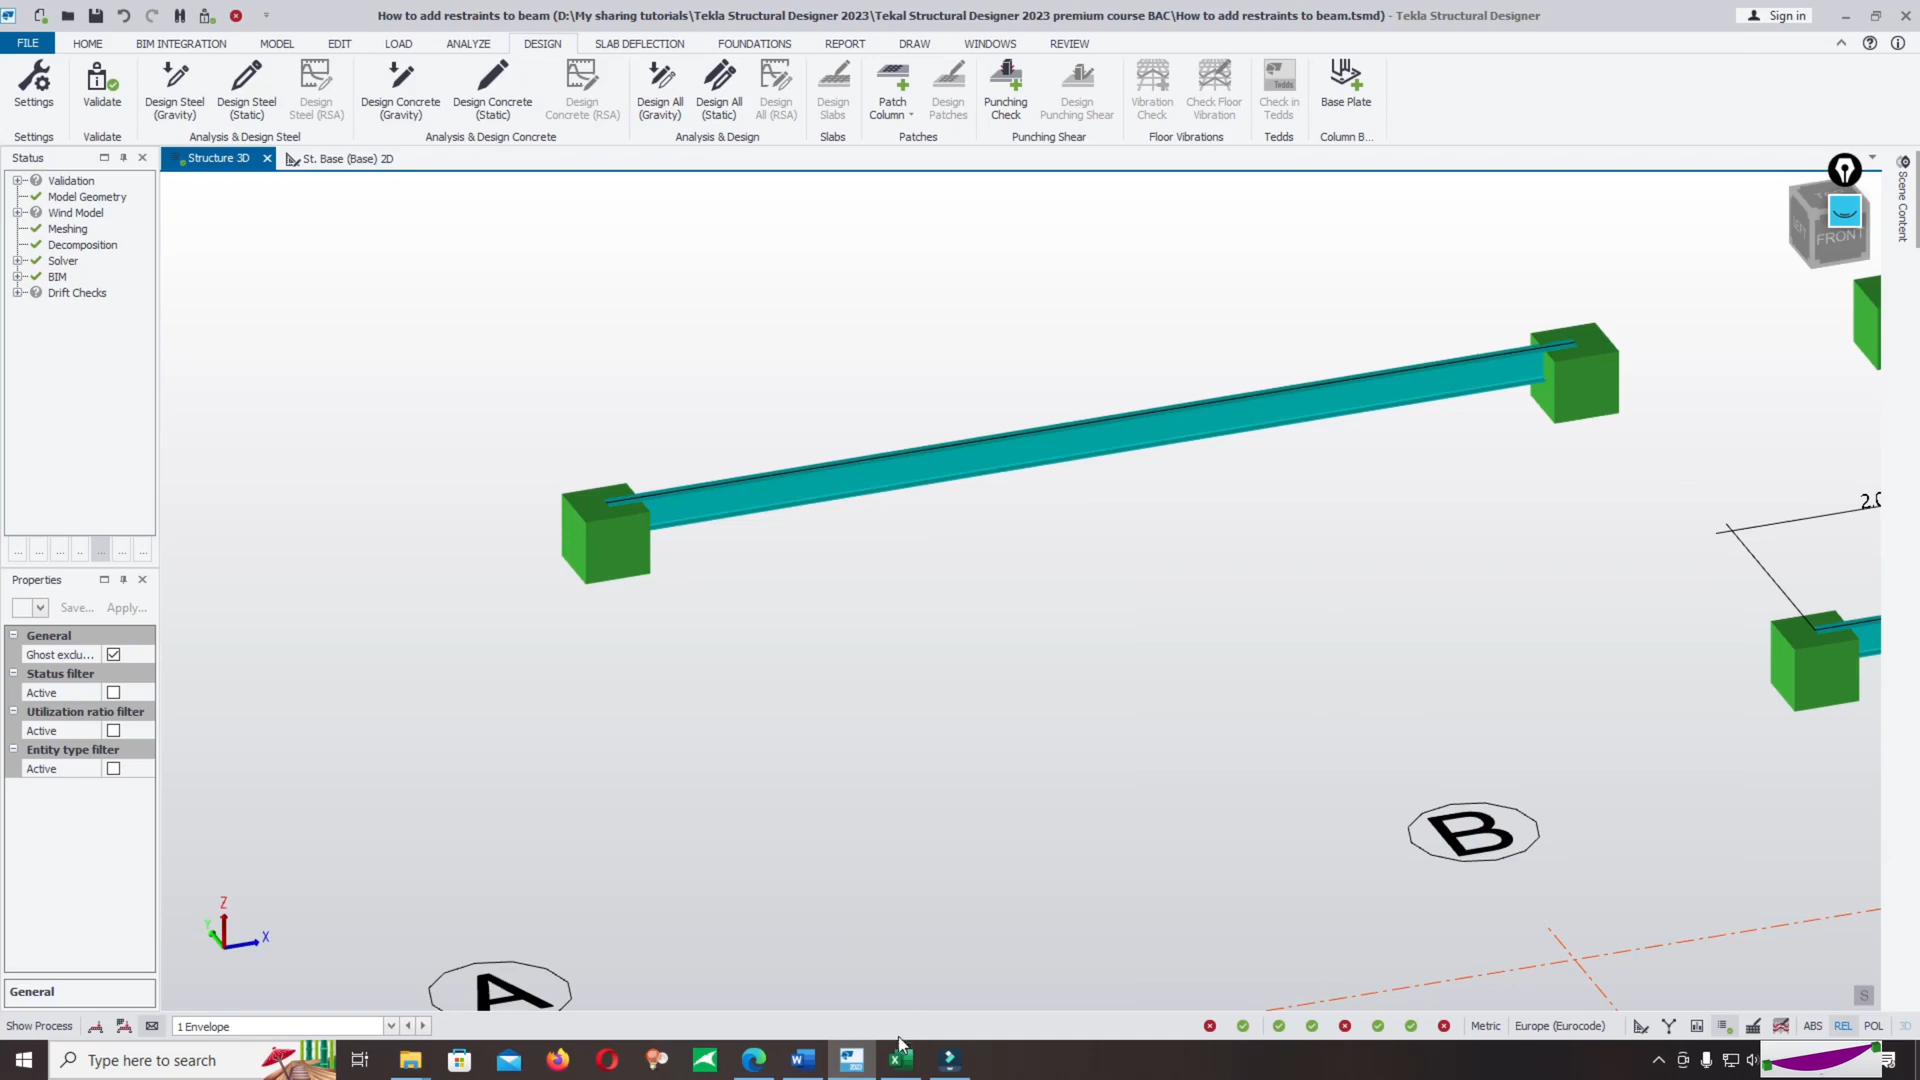 How to add restraints to beam (D:\My sharing tutorials\Tekla Structural Designer 2023\Tekal Structural Designer 2023 premium course BAC\How to add restraints to beam.tsmd) - Tekla Structural Designer
Sign in
FILE HOME BIM INTEGRATION MODEL EDIT LOAD ANALYZE DESIGN SLAB DEFLECTION FOUNDATIONS REPORT DRAW WINDOWS REVIEW
Settings
Validate
Design Steel (Gravity)
Design Steel (Static)
Design Steel (RSA)
Design Concrete (Gravity)
Design Concrete (Static)
Design Concrete (RSA)
Design All (Gravity)
Design All (Static)
Design All (RSA)
Design Slabs
Patch Column
Design Patches
Punching Check
Design Punching Shear
Vibration Check
Check Floor Vibration
Check in Tedds
Tedds
Base Plate
Settings Validate Analysis & Design Steel Analysis & Design Concrete Analysis & Design Slabs Patches Punching Shear Floor Vibrations Tedds Column B...
Status
Structure 3D
St. Base (Base) 2D
Validation
Model Geometry
Wind Model
Meshing
Decomposition
Solver
BIM
Drift Checks
Scene Content
LEFT
FRONT
... ... ... .. ... ... ...
Properties
Save... Apply...
General
Ghost exclu...
Status filter
Active
Utilization ratio filter
Active
Entity type filter
Active
General
B
A
Z
Y
X
S
Show Process
1 Envelope
Metric Europe (Eurocode) ABS REL POL 3D
Type here to search
2023